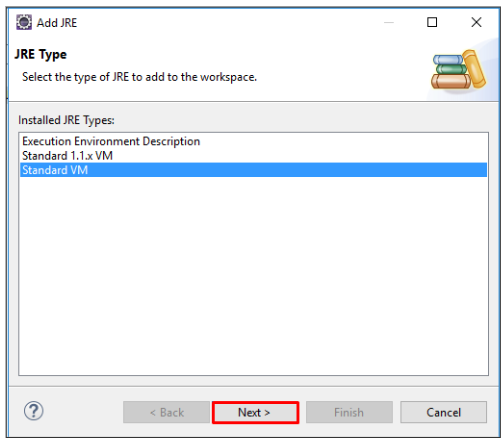 Add JRE
JRE Type
Select the type of JRE to add to the workspace.
Installed JRE Types:
Execution Environment Description
Standard 1.1.x VM
Standard VM
? < Back Next > Finish Cancel